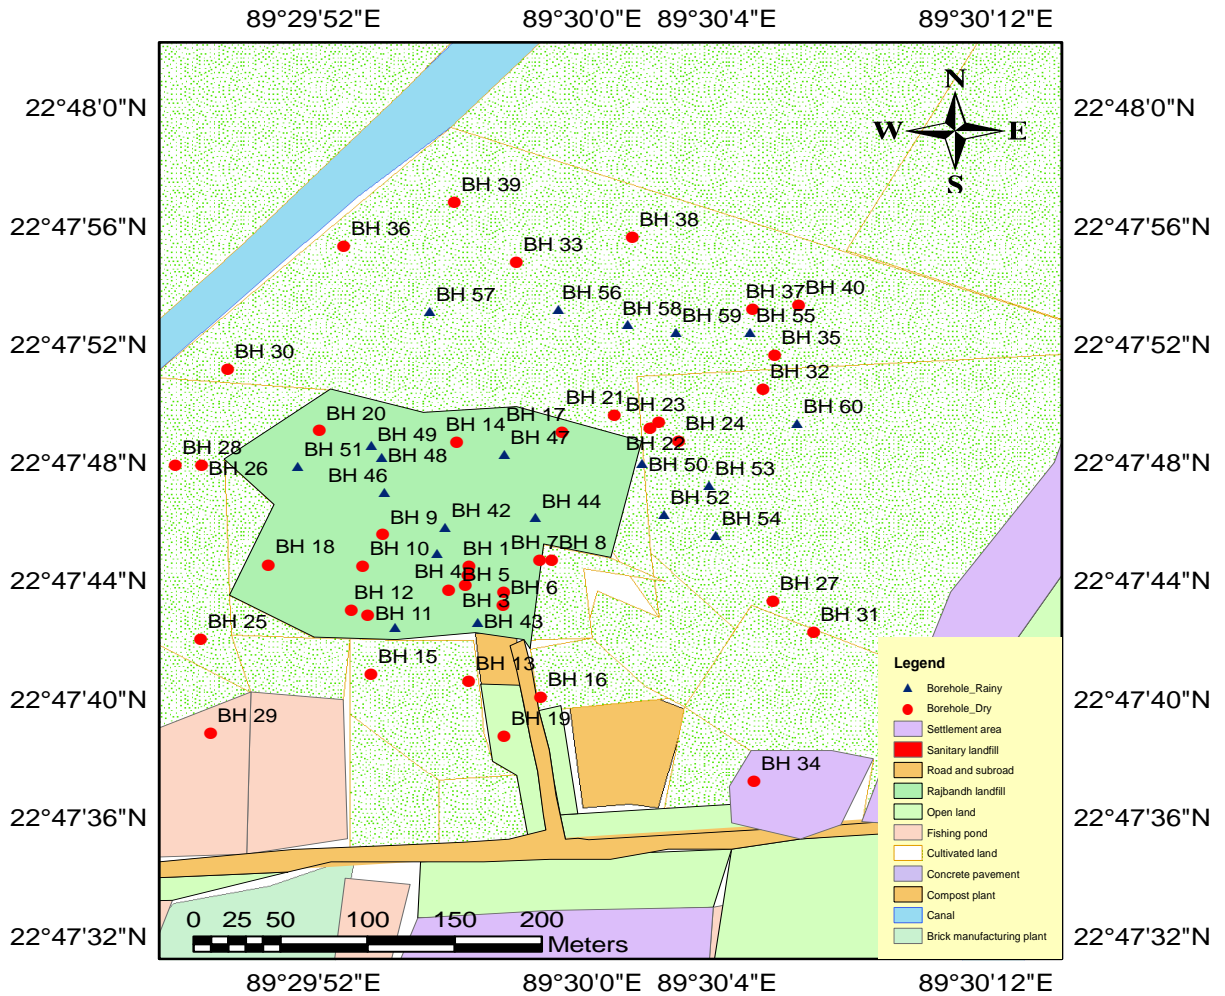 89°29'52"E 89°30'0"E 89°30'4"E 89°30'12"E
22°48'0"N
22°48'0"N
N
W E
S
BH 39
BH 36
BH 38
BH 33
22°47'56"N
22°47'56"N
BH 57
BH 56
BH 37
BH 40
BH 58
BH 59
BH 55
22°47'52"N
22°47'52"N
BH 30
BH 35
BH 32
BH 20
BH 17
BH 21
BH 23
BH 60
BH 14
BH 24
BH 49
BH 47
BH 22
BH 28
BH 51
BH 48
BH 26
BH 46
BH 50
BH 53
22°47'48"N
22°47'48"N
BH 42
BH 44
BH 52
BH 9
BH 54
BH 18
BH 10
BH 1
BH 7
BH 8
BH 4
BH 5
BH 6
22°47'44"N
22°47'44"N
BH 27
BH 12
BH 3
BH 31
BH 25
BH 11
BH 43
BH 15
BH 13
BH 16
22°47'40"N
22°47'40"N
BH 29
BH 19
BH 34
22°47'36"N
22°47'36"N
Legend
Borehole_Rainy
Borehole_Dry
Settlement area
Sanitary landfill
Road and subroad
Rajbandh landfill
Open land
Fishing pond
Cultivated land
Concrete pavement
Compost plant
Canal
Brick manufacturing plant
0 25 50 100 150 200
Meters
22°47'32"N
22°47'32"N
89°29'52"E 89°30'0"E 89°30'4"E 89°30'12"E